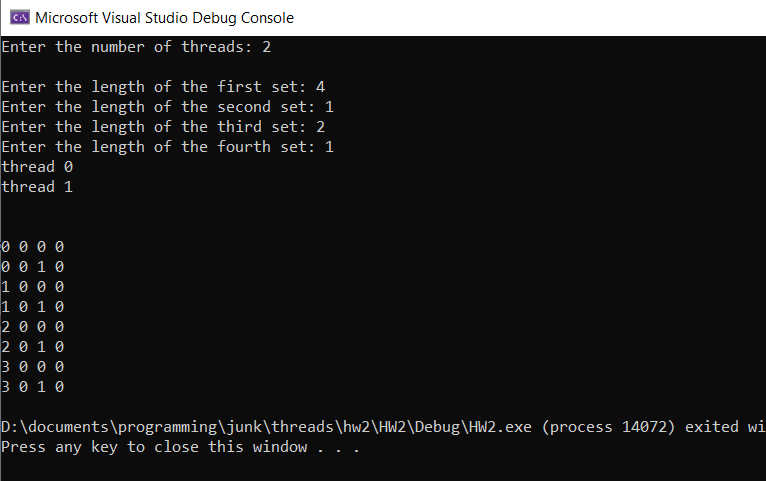 Microsoft Visual Studio Debug Console
Enter the number of threads: 2
Enter the length of the first set: 4
Enter the length of the second set: 1
Enter the length of the third set: 2
Enter the length of the fourth set: 1
thread 0
thread 1
0 0 0 0
0 0 1 0
1 0 0 0
1 0 1 0
2 0 0 0
2 0 1 0
3 0 0 0
3 0 1 0
D:\documents\programming\junk\threads\hw2\HW2\Debug\HW2.exe (process 14072) exited wi
Press any key to close this window . . .